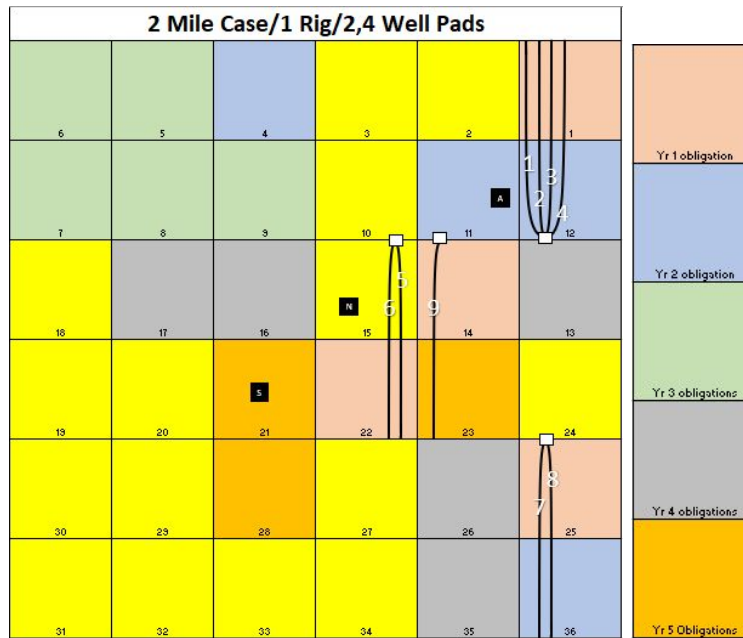 2 Mile Case/1 Rig/2,4 Well Pads
6 5 4 3 2 1
Yr 1 obligation
1 3
2 4
A
7 8 9 10 11 12
Yr 2 obligation
N
5
6 9
18 17 16 15 14 13
Yr 3 obligations
S
19 20 21 22 23 24
8
7
30 29 28 27 26 25
Yr 4 obligations
31 32 33 34 35 36
Yr 5 Obligations